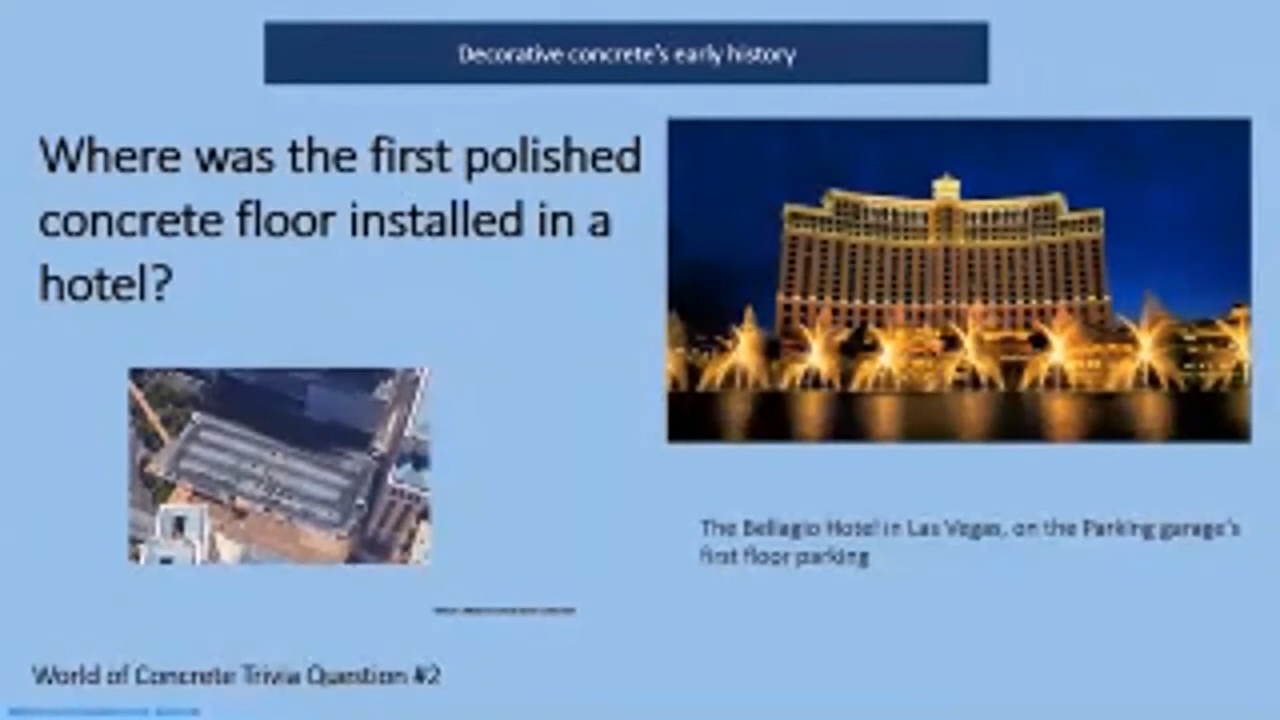 Decorative concrete's early history
Where was the first polished
concrete floor installed in a
hotel?
The Bellagio Hotel in Las Vegas, on the Parking garage's
first floor parking
World of Concrete Trivia Question #2